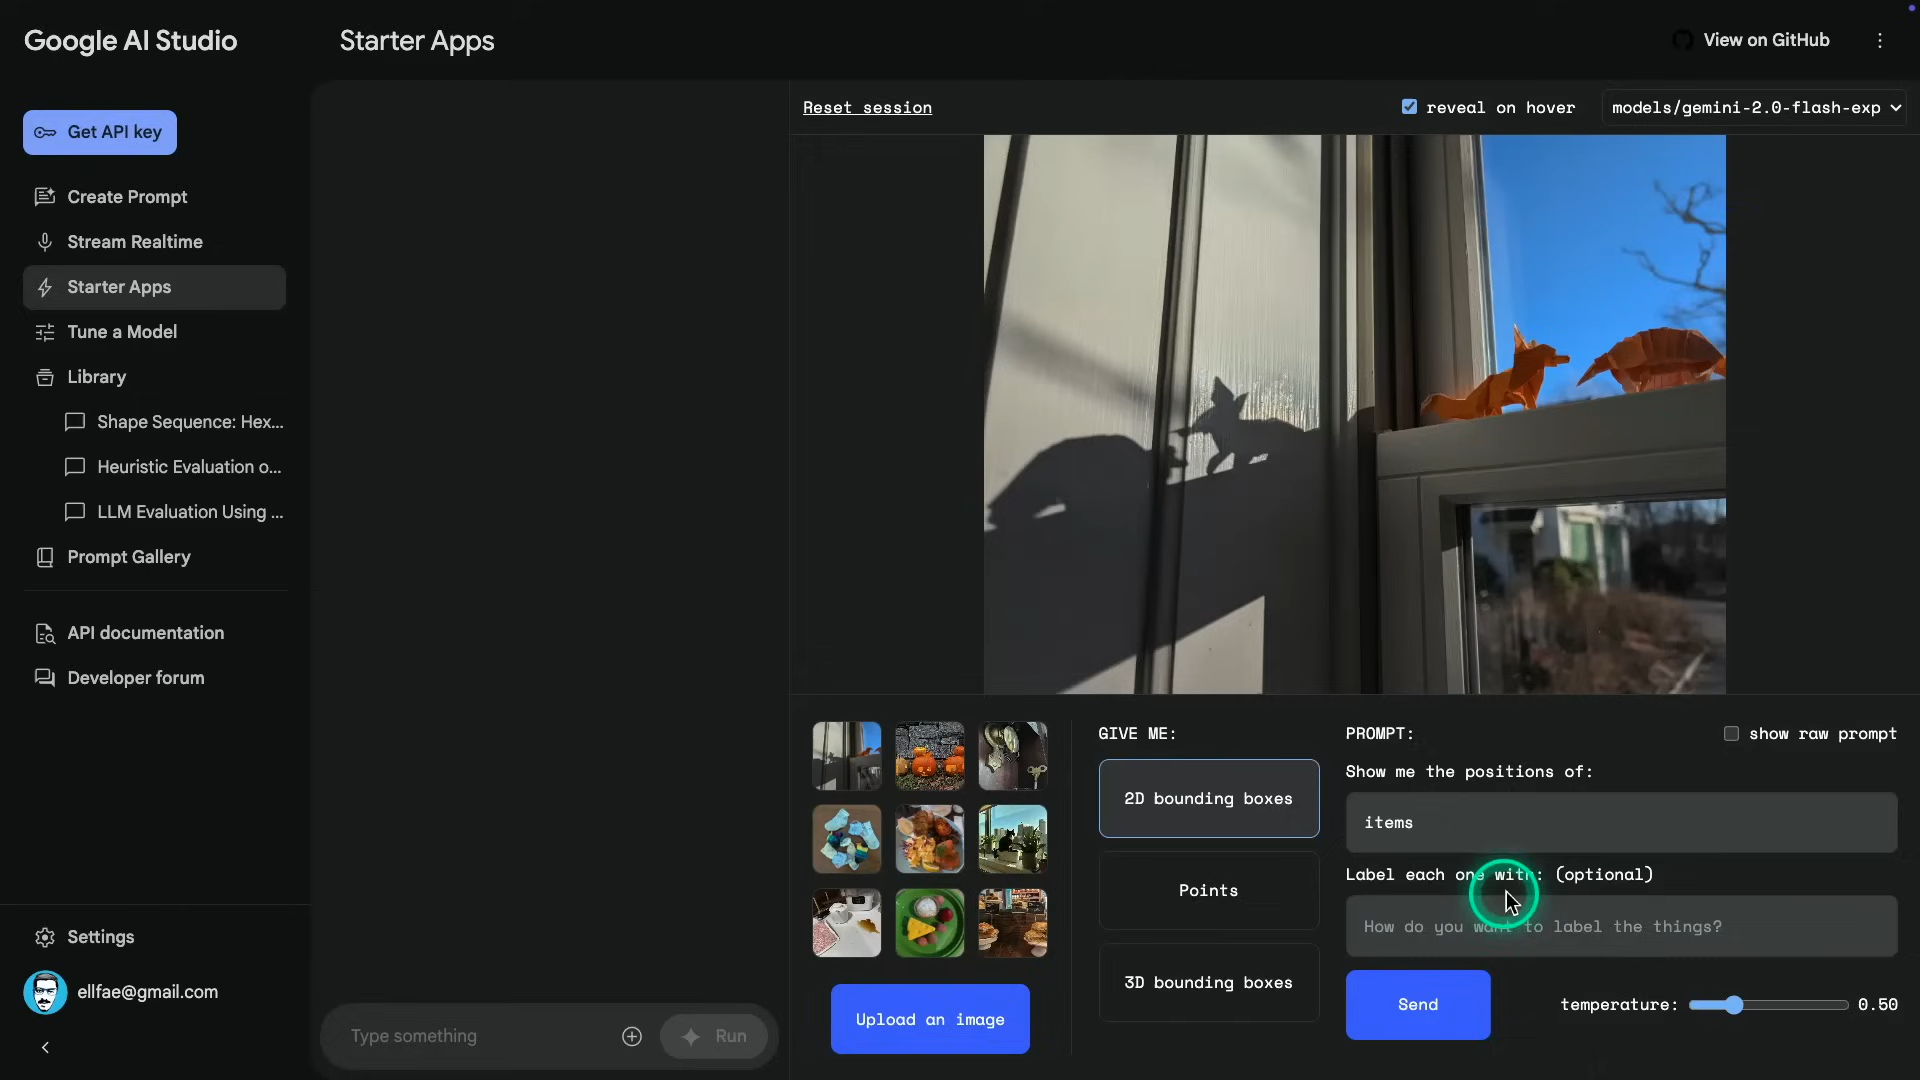 Google AI Studio
Starter Apps
View on GitHub
Get API key
Create Prompt
Stream Realtime
Starter Apps
Tune a Model
Library
Shape Sequence: Hex...
Heuristic Evaluation o...
LLM Evaluation Using ...
Prompt Gallery
API documentation
Developer forum
Settings
ellfae@gmail.com
Type something
Run
Reset session
reveal on hover
models/gemini-2.0-flash-exp
Upload an image
GIVE ME:
2D bounding boxes
Points
3D bounding boxes
PROMPT:
show raw prompt
Show me the positions of:
items
Label each one with: (optional)
How do you want to label the things?
Send
temperature:
0.50